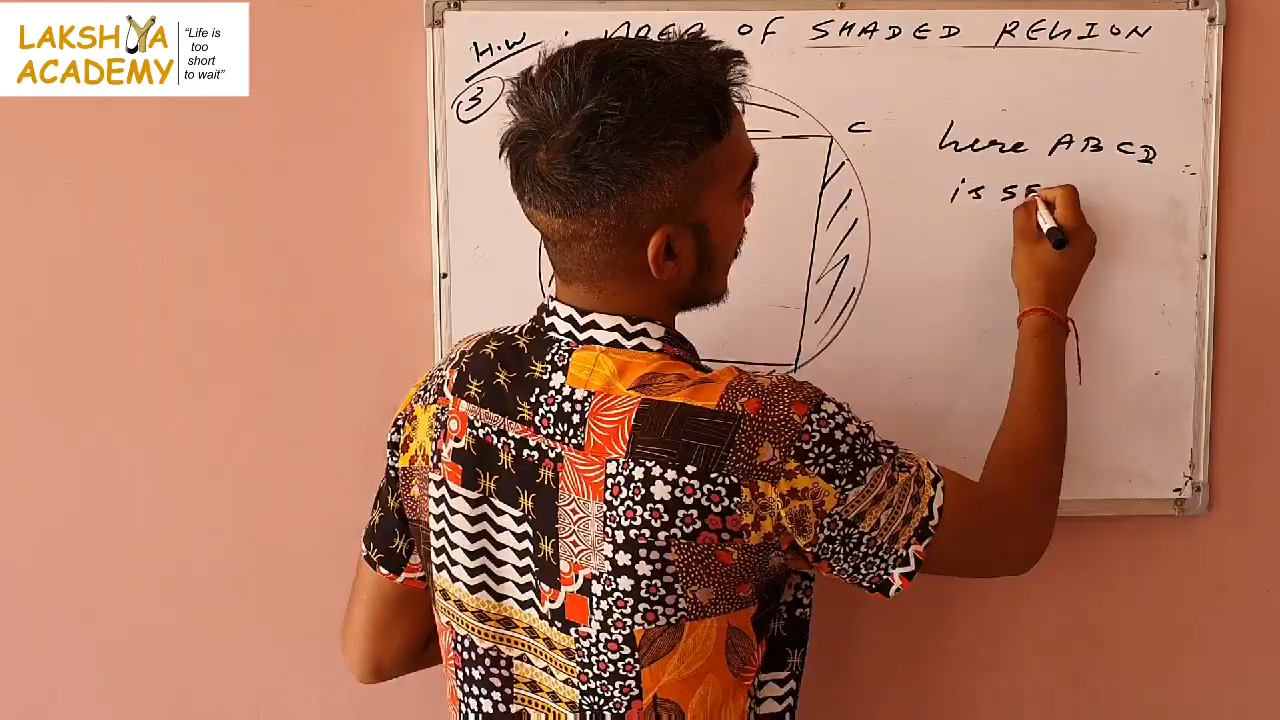 LAKSHYA
ACADEMY
"Life is
too
short
to wait"
H.W : AREA OF SHADED REGION
3
C
here ABCD
is